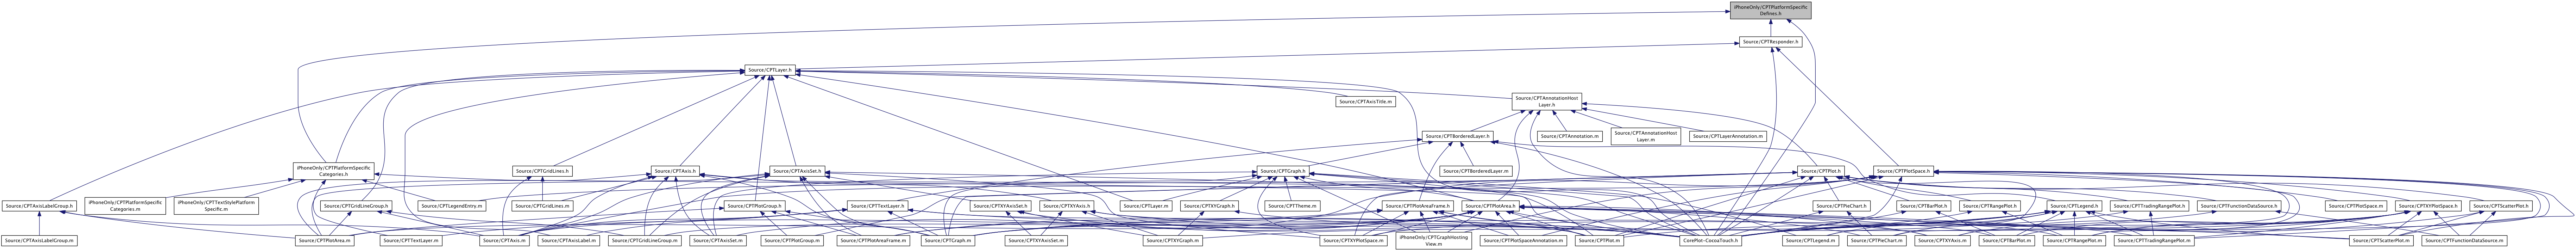 iPhoneOnly/CPTPlatformSpecific
Defines.h
Source/CPTResponder.h
Source/CPTLayer.h
Source/CPTAxisTitle.m
Source/CPTAnnotationHost
Layer.h
Source/CPTBorderedLayer.h
Source/CPTAnnotation.m
Source/CPTAnnotationHost
Layer.m
Source/CPTLayerAnnotation.m
iPhoneOnly/CPTPlatformSpecific
Categories.h
Source/CPTGridLines.h
Source/CPTAxis.h
Source/CPTAxisSet.h
Source/CPTGraph.h
Source/CPTBorderedLayer.m
Source/CPTPlot.h
Source/CPTPlotSpace.h
Source/CPTAxisLabelGroup.h
iPhoneOnly/CPTPlatformSpecific
Categories.m
iPhoneOnly/CPTTextStylePlatform
Specific.m
Source/CPTGridLineGroup.h
Source/CPTLegendEntry.m
Source/CPTGridLines.m
Source/CPTPlotGroup.h
Source/CPTTextLayer.h
Source/CPTXYAxisSet.h
Source/CPTXYAxis.h
Source/CPTLayer.m
Source/CPTXYGraph.h
Source/CPTTheme.m
Source/CPTPlotAreaFrame.h
Source/CPTPlotArea.h
Source/CPTPieChart.h
Source/CPTBarPlot.h
Source/CPTRangePlot.h
Source/CPTLegend.h
Source/CPTTradingRangePlot.h
Source/CPTFunctionDataSource.h
Source/CPTPlotSpace.m
Source/CPTXYPlotSpace.h
Source/CPTScatterPlot.h
Source/CPTAxisLabelGroup.m
Source/CPTPlotArea.m
Source/CPTTextLayer.m
Source/CPTAxis.m
Source/CPTAxisLabel.m
Source/CPTGridLineGroup.m
Source/CPTAxisSet.m
Source/CPTPlotGroup.m
Source/CPTPlotAreaFrame.m
Source/CPTGraph.m
Source/CPTXYAxisSet.m
Source/CPTXYGraph.m
Source/CPTXYPlotSpace.m
iPhoneOnly/CPTGraphHosting
View.m
Source/CPTPlotSpaceAnnotation.m
Source/CPTPlot.m
CorePlot-CocoaTouch.h
Source/CPTLegend.m
Source/CPTPieChart.m
Source/CPTXYAxis.m
Source/CPTBarPlot.m
Source/CPTRangePlot.m
Source/CPTTradingRangePlot.m
Source/CPTScatterPlot.m
Source/CPTFunctionDataSource.m